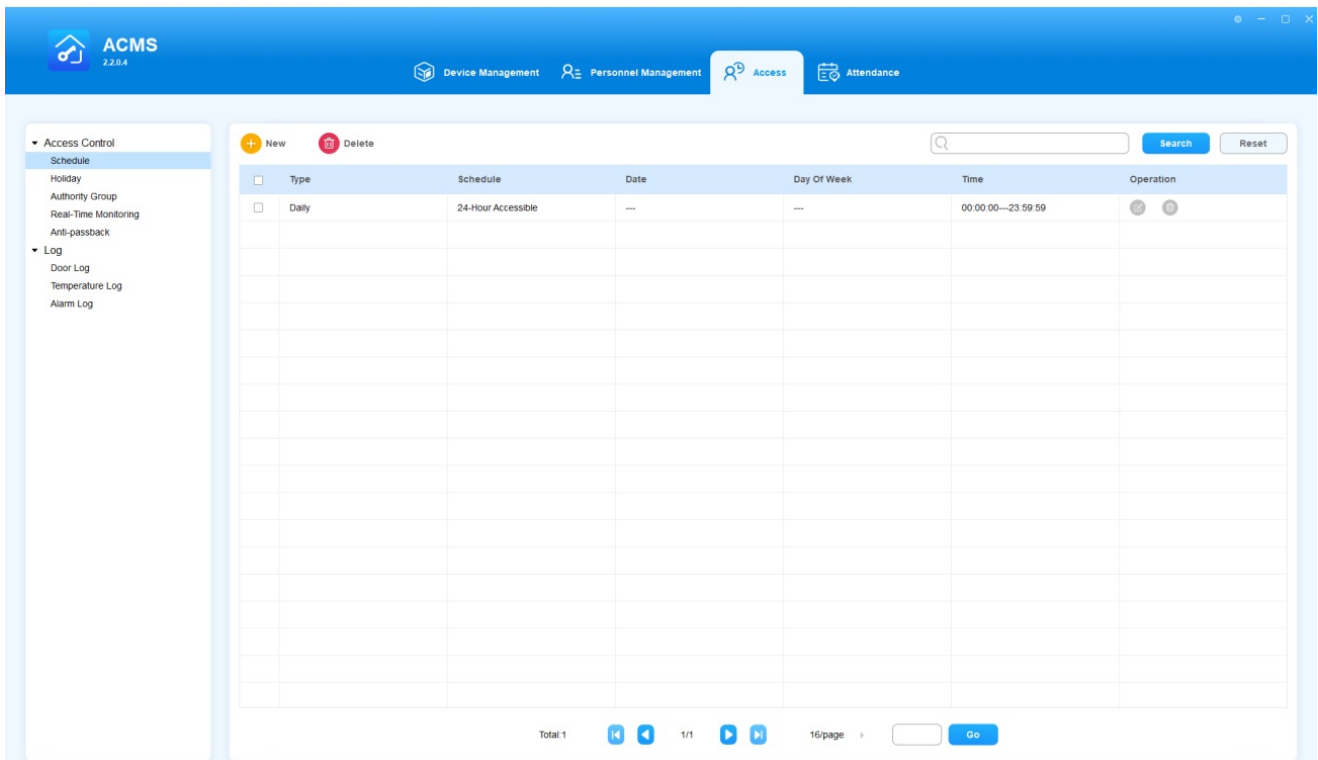 ACMS
2.2.0.4
Device Management Personnel Management Access Attendance
Access Control
Schedule
Holiday
Authority Group
Real-Time Monitoring
Anti-passback
Log
Door Log
Temperature Log
Alarm Log
New Delete Search Reset
Type Schedule Date Day Of Week Time Operation
Daily 24-Hour Accessible --- --- 00:00:00---23:59:59
Total:1 1/1 16/page Go